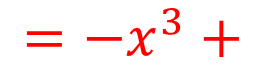 = −x³ +